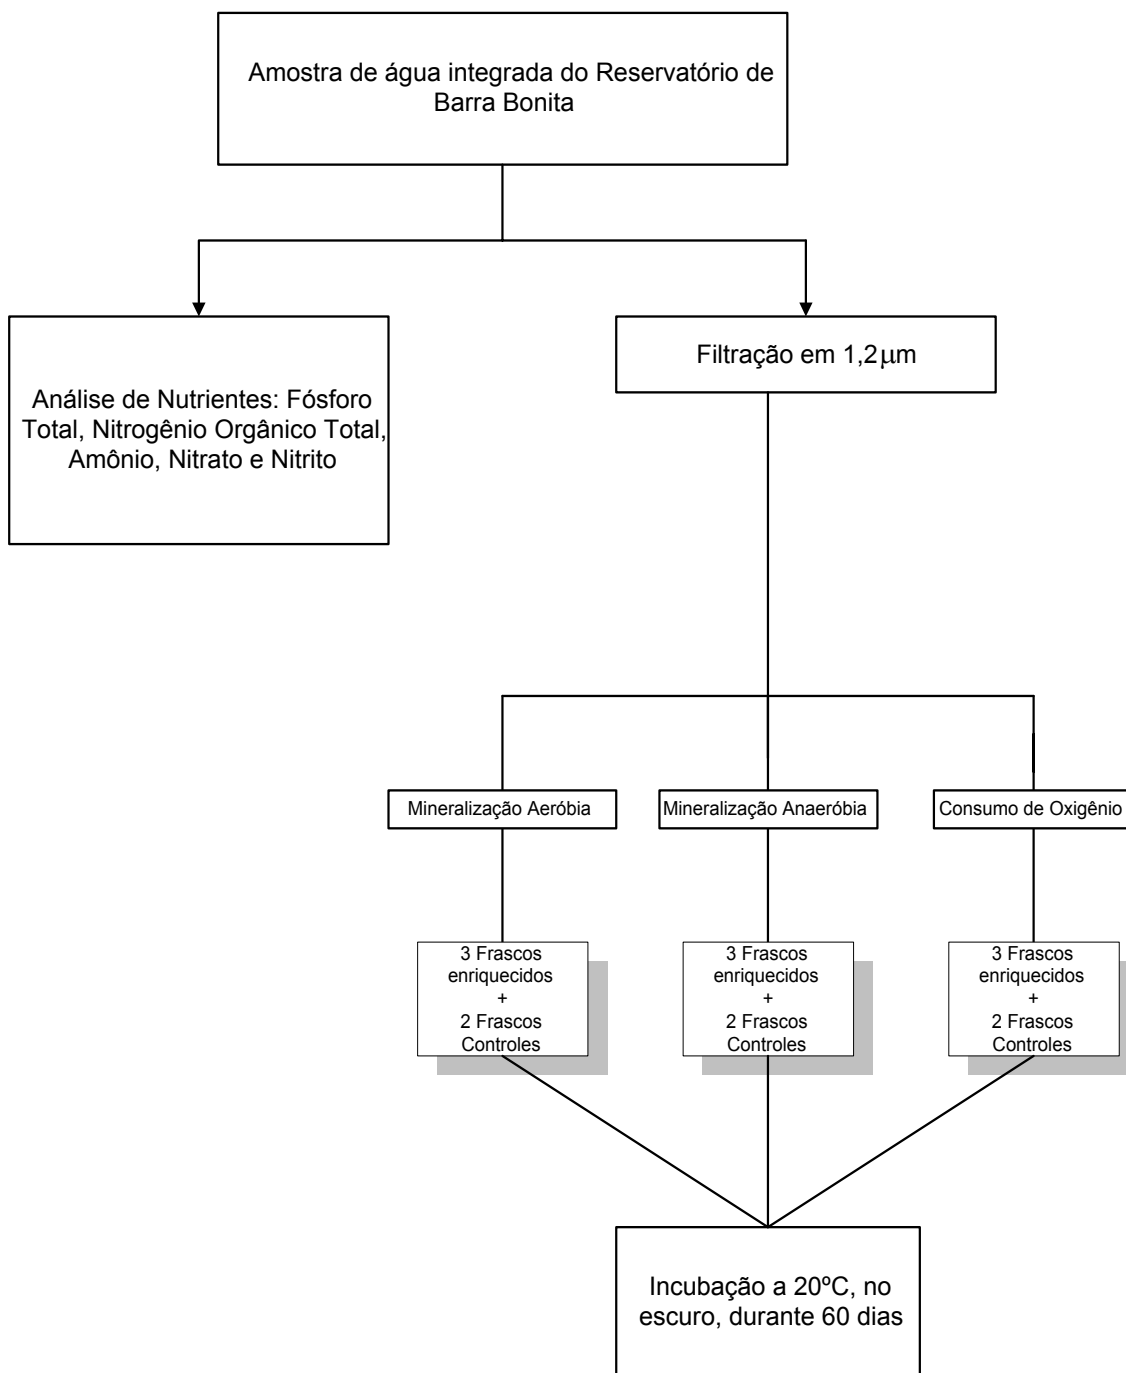 Amostra de água integrada do Reservatório de
Barra Bonita
Análise de Nutrientes: Fósforo
Total, Nitrogênio Orgânico Total,
Amônio, Nitrato e Nitrito
Filtração em 1,2μm
Mineralização Aeróbia
Mineralização Anaeróbia
Consumo de Oxigênio
3 Frascos
enriquecidos
+
2 Frascos
Controles
3 Frascos
enriquecidos
+
2 Frascos
Controles
3 Frascos
enriquecidos
+
2 Frascos
Controles
Incubação a 20ºC, no
escuro, durante 60 dias